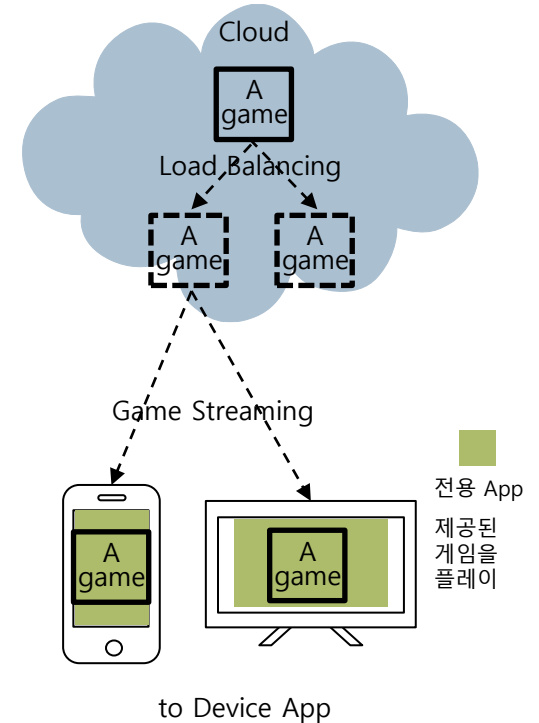 Cloud
A
game
Load Balancing
A
game
A
game
Game Streaming
전용 App
제공된
게임을
플레이
A
game
A
game
to Device App